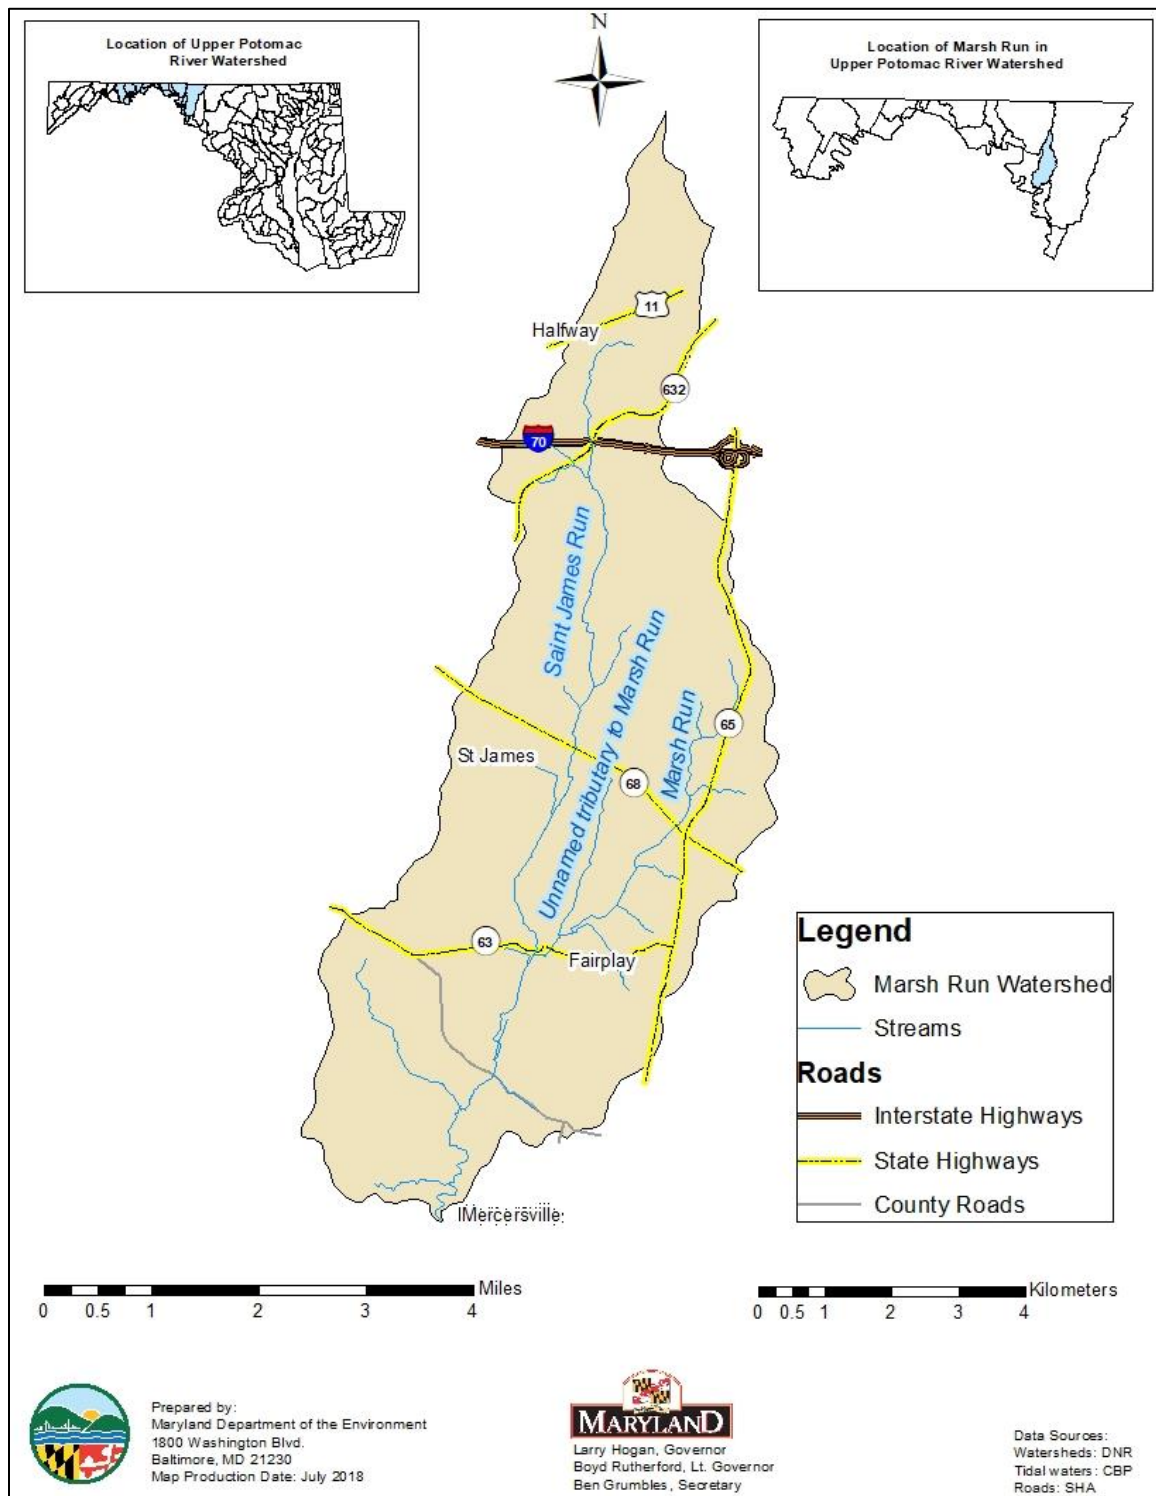 Location of Upper Potomac
River Watershed
N
Location of Marsh Run in
Upper Potomac River Watershed
11
Halfway
632
70
Saint James Run
Unnamed tributary to Marsh Run
Marsh Run
65
St James
68
63
Fairplay
Mercersville
Legend
Marsh Run Watershed
Streams
Roads
Interstate Highways
State Highways
County Roads
Miles
0 0.5 1 2 3 4
Kilometers
0 0.5 1 2 3 4
Prepared by:
Maryland Department of the Environment
1800 Washington Blvd.
Baltimore, MD 21230
Map Production Date: July 2018
MARYLAND
Larry Hogan, Governor
Boyd Rutherford, Lt. Governor
Ben Grumbles, Secretary
Data Sources:
Watersheds: DNR
Tidal waters: CBP
Roads: SHA